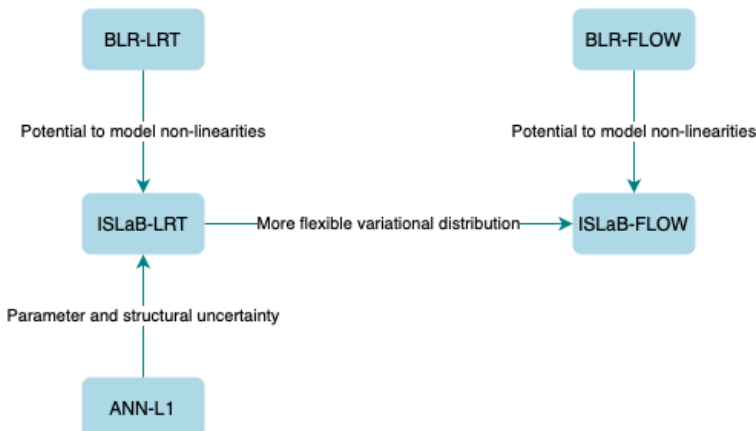 BLR-LRT
BLR-FLOW
Potential to model non-linearities
Potential to model non-linearities
ISLaB-LRT
More flexible variational distribution
ISLaB-FLOW
Parameter and structural uncertainty
ANN-L1